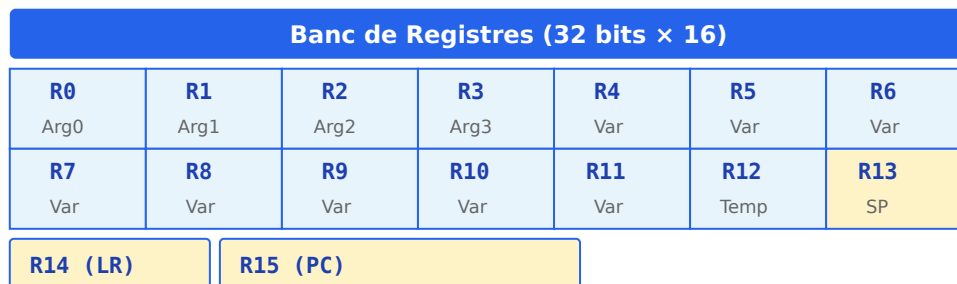 Banc de Registres (32 bits × 16)
R0 R1 R2 R3 R4 R5 R6
Arg0 Arg1 Arg2 Arg3 Var Var Var
R7 R8 R9 R10 R11 R12 R13
Var Var Var Var Var Temp SP
R14 (LR) R15 (PC)